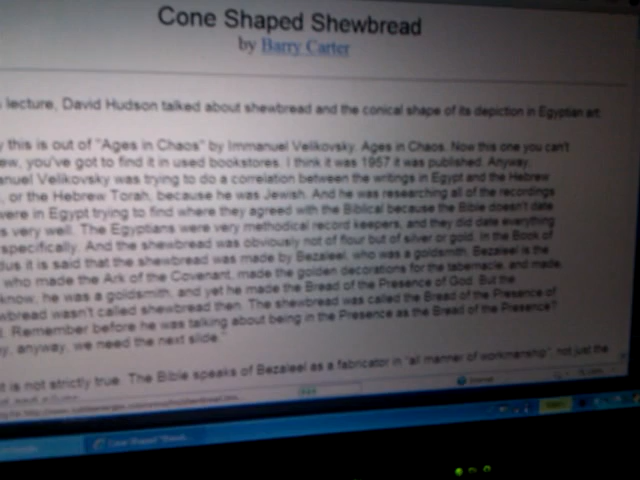 Cone Shaped Shewbread
by Barry Carter
lecture, David Hudson talked about shewbread and the conical shape of its depiction in Egyptian art.
this is out of "Ages in Chaos" by Immanuel Velikovsky. Ages in Chaos. Now this one you can't
you've got to find it in used bookstores. I think it was 1957 it was published. Anyway,
Velikovsky was trying to do a correlation between the writings in Egypt and the Hebrew
or the Hebrew Torah, because he was Jewish. And he was researching all of the recordings
were in Egypt trying to find where they agreed with the Biblical because the Bible doesn't date
very well. The Egyptians were very methodical record keepers, and they did date everything
specifically. And the shewbread was obviously not of flour but of silver or gold. In the Book of
it is said that the shewbread was made by Bezaleel, who was a goldsmith. Bezaleel is the
who made the Ark of the Covenant, made the golden decorations for the tabernacle, and made
know, he was a goldsmith, and yet he made the Bread of the Presence of God. But the
wasn't called shewbread then. The shewbread was called the Bread of the Presence of
Remember before he was talking about being in the Presence as the Bread of the Presence?
anyway, we need the next slide."
is not strictly true. The Bible speaks of Bezaleel as a fabricator in "all manner of workmanship", not just the
Internet
Cone Shaped